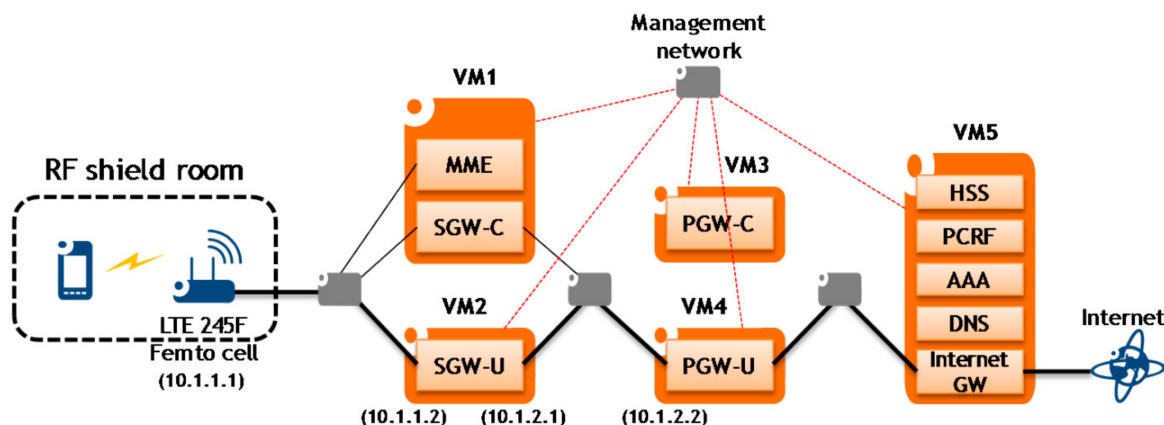 Management
network
VM1
VM5
RF shield room
MME
VM3
HSS
SGW-C
PGW-C
PCRF
AAA
LTE 245F
Femto cell
(10.1.1.1)
VM2
VM4
DNS
Internet
SGW-U
PGW-U
Internet
GW
(10.1.1.2)
(10.1.2.1)
(10.1.2.2)